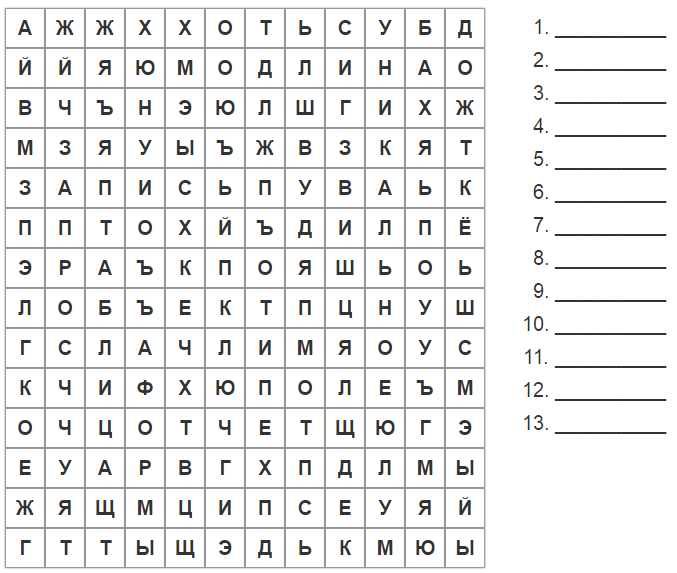 А Ж Ж Х Х О Т Ь С У Б Д
Й Й Я Ю М О Д Л И Н А О
В Ч Ъ Н Э Ю Л Ш Г И Х Ж
М З Я У Ы Ъ Ж В З К Я Т
З А П И С Ь П У В А Ь К
П П Т О Х Й Ъ Д И Л П Ё
Э Р А Ъ К П О Я Ш Ь О Ь
Л О Б Ъ Е К Т П Ц Н У Ш
Г С Л А Ч Л И М Я О У С
К Ч И Ф Х Ю П О Л Е Ъ М
О Ч Ц О Т Ч Е Т Щ Ю Г Э
Е У А Р В Г Х П Д Л М Ы
Ж Я Щ М Ц И П С Е У Я Й
Г Т Т Ы Щ Э Д Ь К М Ю Ы
1. __________
2. __________
3. __________
4. __________
5. __________
6. __________
7. __________
8. __________
9. __________
10. __________
11. __________
12. __________
13. __________